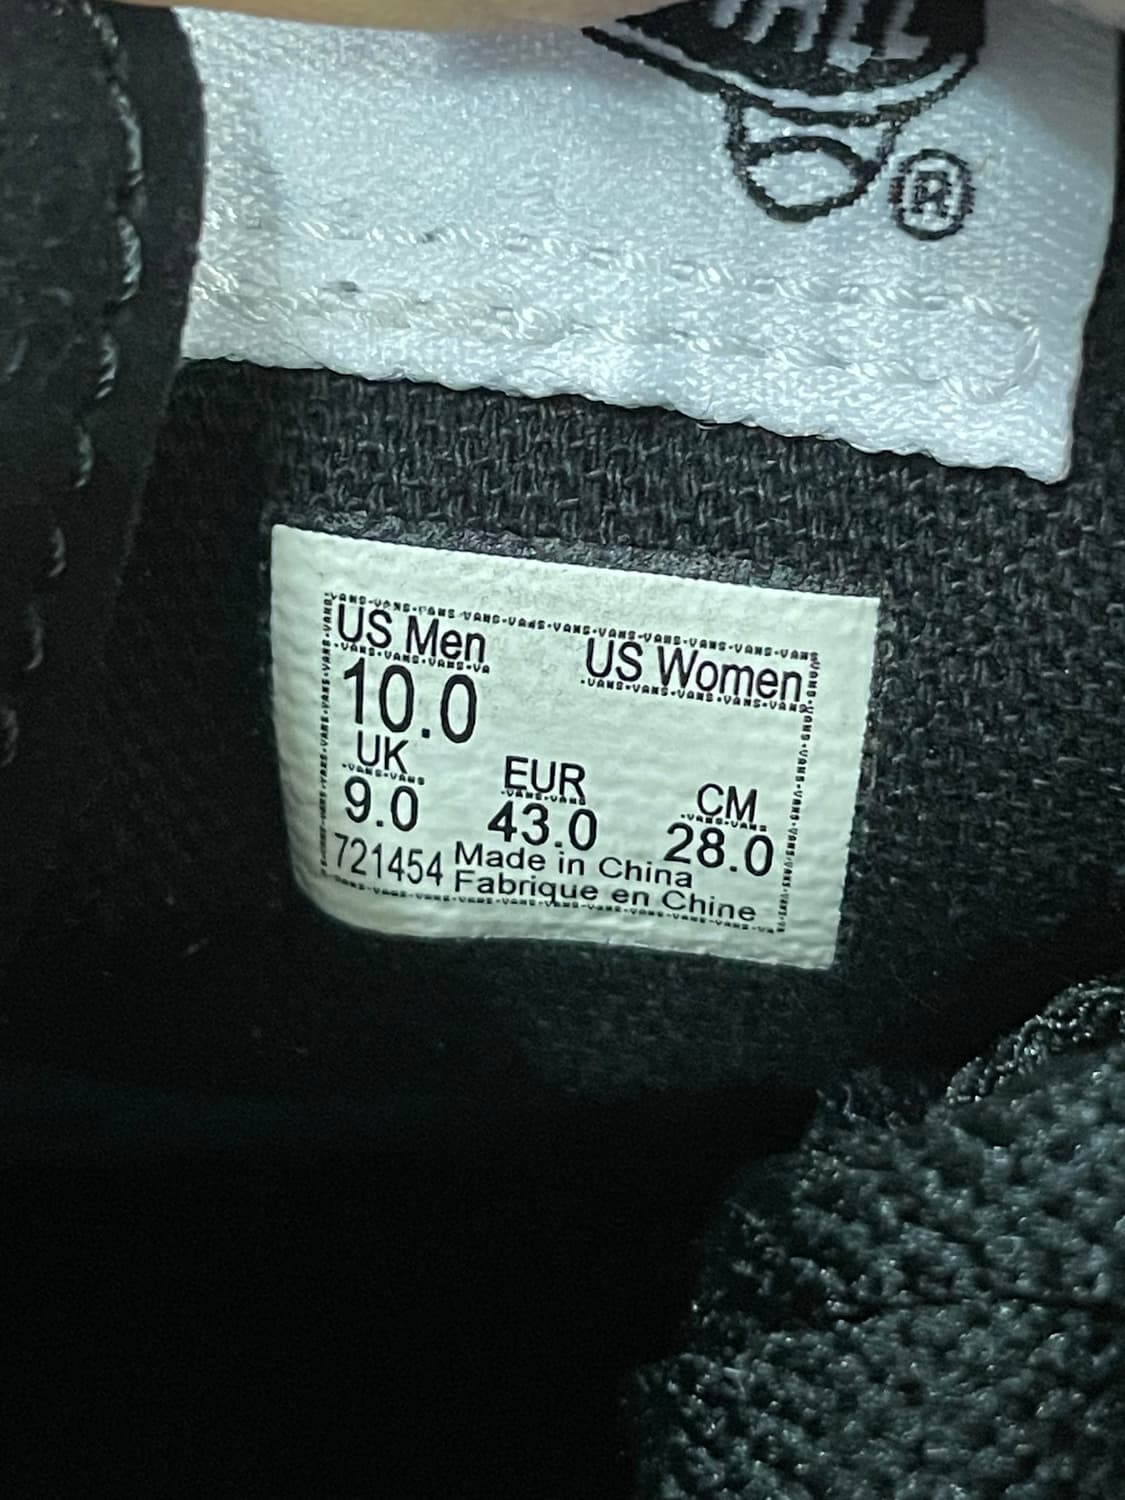 ®
US Men US Women
10.0
UK EUR CM
9.0 43.0 28.0
721454 Made in China
Fabrique en Chine